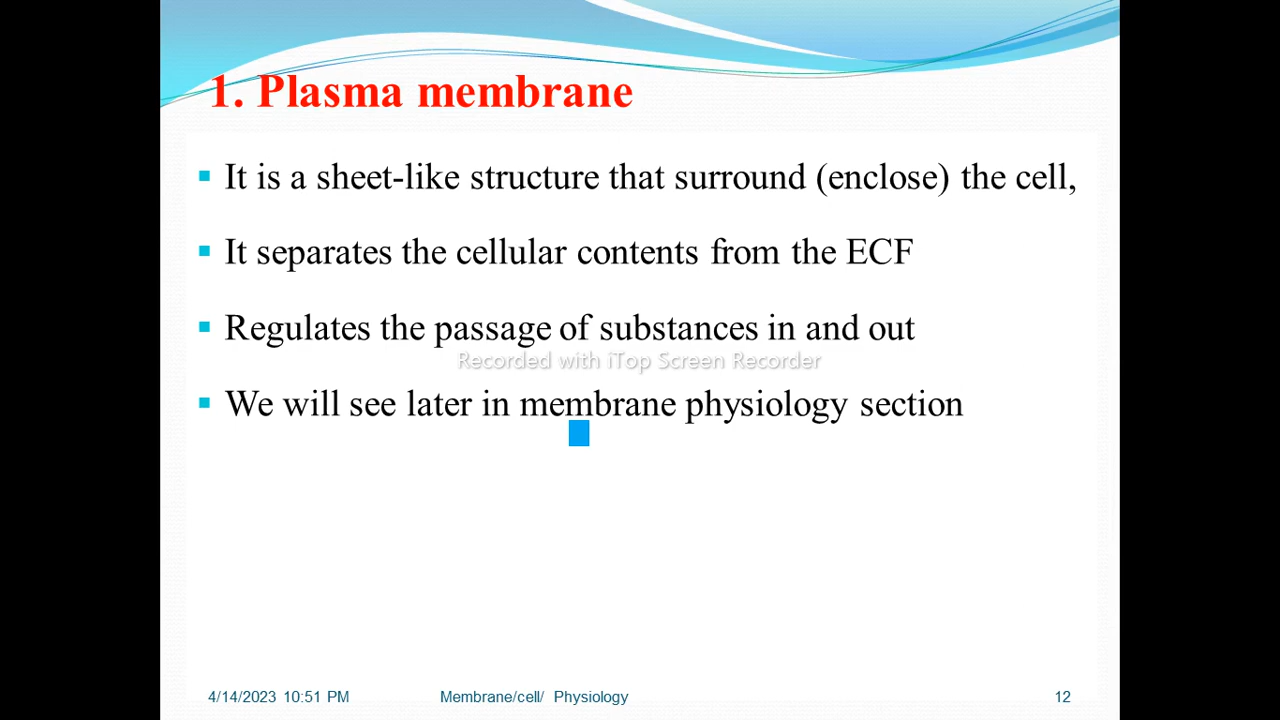 1. Plasma membrane
It is a sheet-like structure that surround (enclose) the cell,
It separates the cellular contents from the ECF
Regulates the passage of substances in and out
Recorded with iTop Screen Recorder
We will see later in membrane physiology section
4/14/2023 10:51 PM Membrane/cell/ Physiology 12